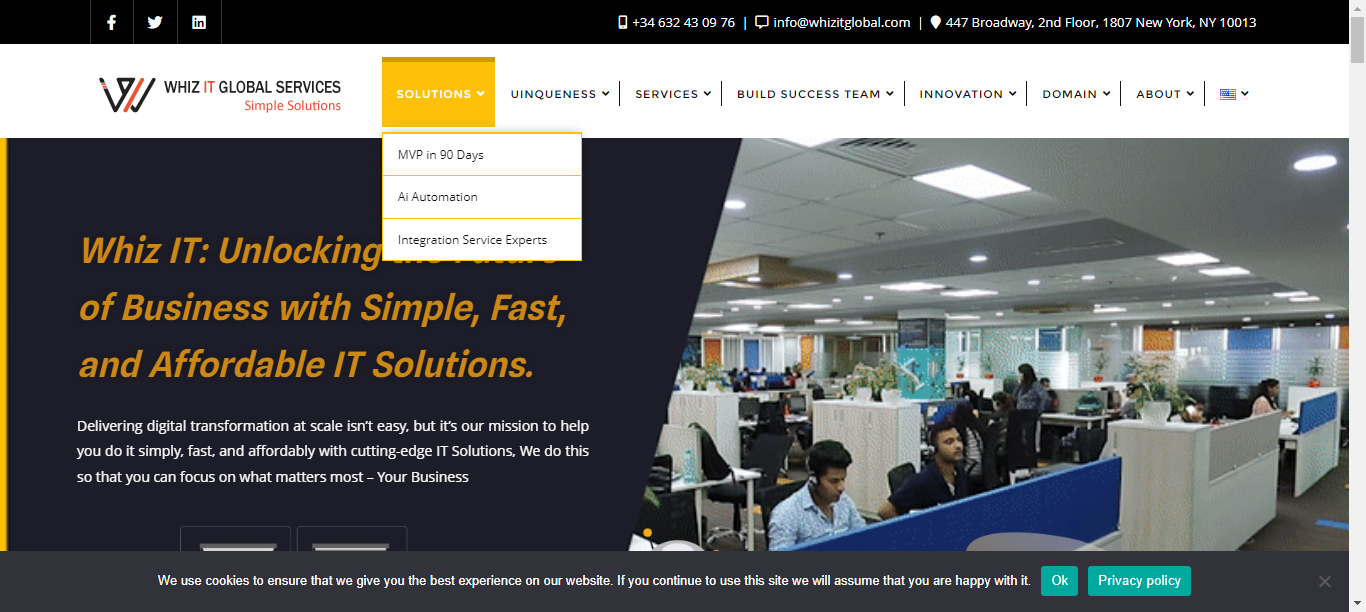 +34 632 43 09 76 | info@whizitglobal.com | 447 Broadway, 2nd Floor, 1807 New York, NY 10013
WHIZ IT GLOBAL SERVICES
Simple Solutions
SOLUTIONS
UINQUENESS
SERVICES
BUILD SUCCESS TEAM
INNOVATION
DOMAIN
ABOUT
MVP in 90 Days
Ai Automation
Integration Service Experts
Whiz IT: Unlocking the Future
of Business with Simple, Fast,
and Affordable IT Solutions.
Delivering digital transformation at scale isn't easy, but it's our mission to help
you do it simply, fast, and affordably with cutting-edge IT Solutions, We do this
so that you can focus on what matters most – Your Business
We use cookies to ensure that we give you the best experience on our website. If you continue to use this site we will assume that you are happy with it.
Ok
Privacy policy